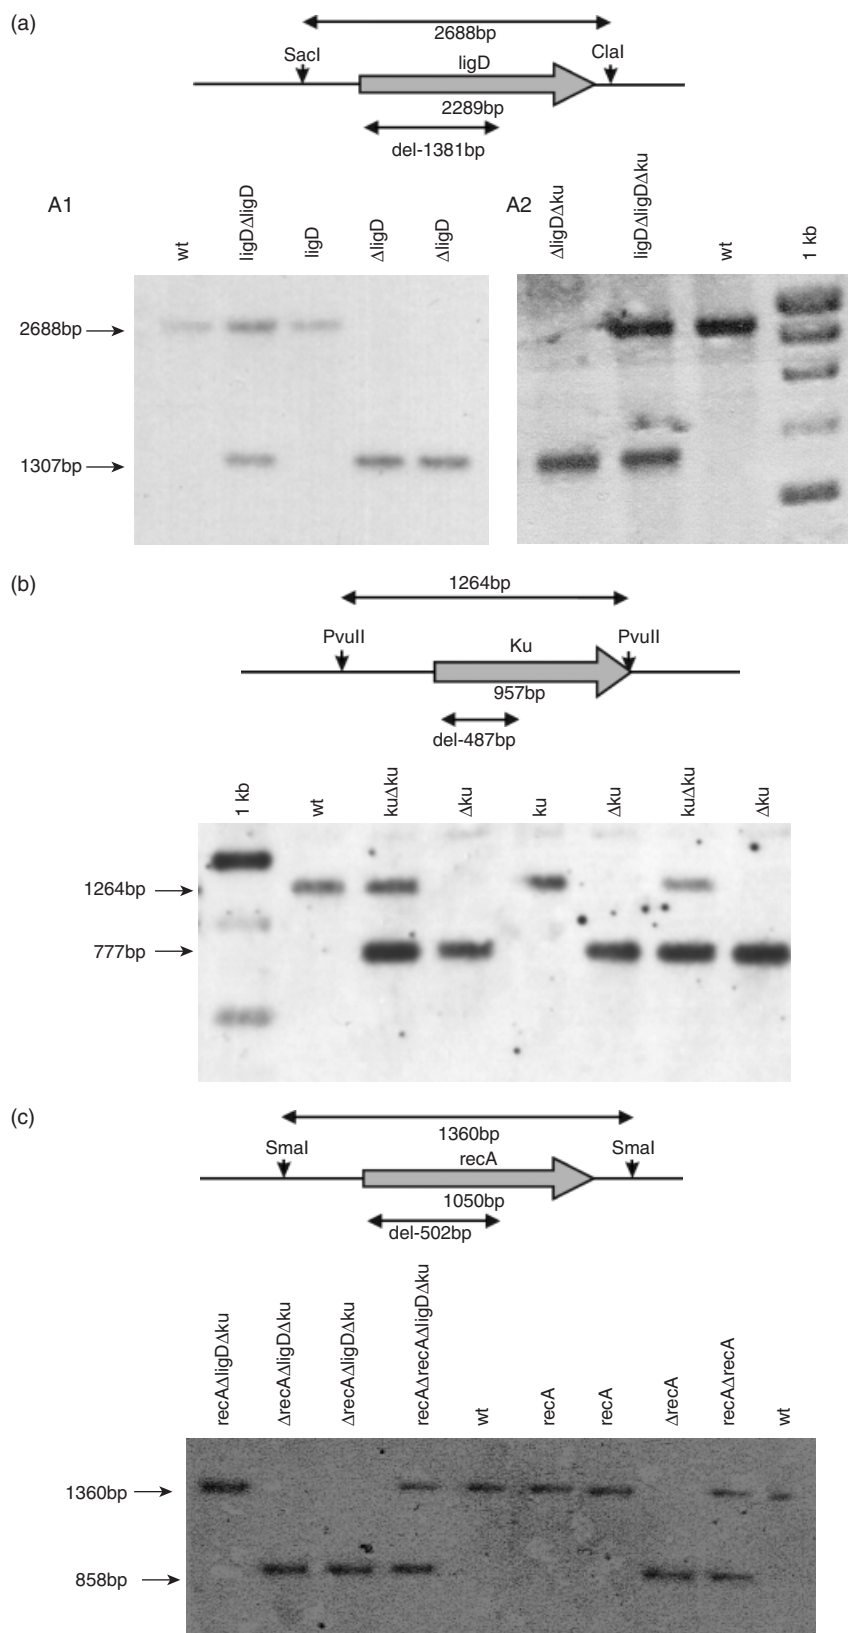 (a)
2688bp
SacI
ClaI
ligD
2289bp
del-1381bp
A1
wt
ligDΔligD
ligD
ΔligD
ΔligD
A2
ΔligDΔku
ligDΔligDΔku
wt
1 kb
2688bp
1307bp
(b)
1264bp
PvuII
PvuII
Ku
957bp
del-487bp
1 kb
wt
kuΔku
Δku
ku
Δku
kuΔku
Δku
1264bp
777bp
(c)
1360bp
SmaI
SmaI
recA
1050bp
del-502bp
recAΔligDΔku
ΔrecAΔligDΔku
ΔrecAΔligDΔku
recAΔrecAΔligDΔku
wt
recA
recA
ΔrecA
recAΔrecA
wt
1360bp
858bp